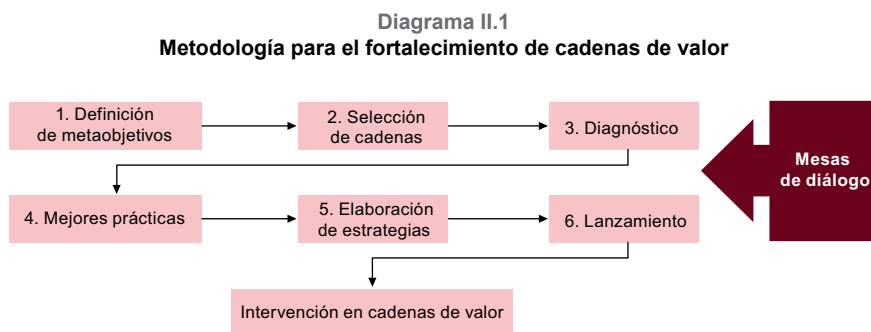 Diagrama II.1
Metodología para el fortalecimiento de cadenas de valor
1. Definición
de metaobjetivos
2. Selección
de cadenas
3. Diagnóstico
Mesas
de diálogo
4. Mejores prácticas
5. Elaboración
de estrategias
6. Lanzamiento
Intervención en cadenas de valor